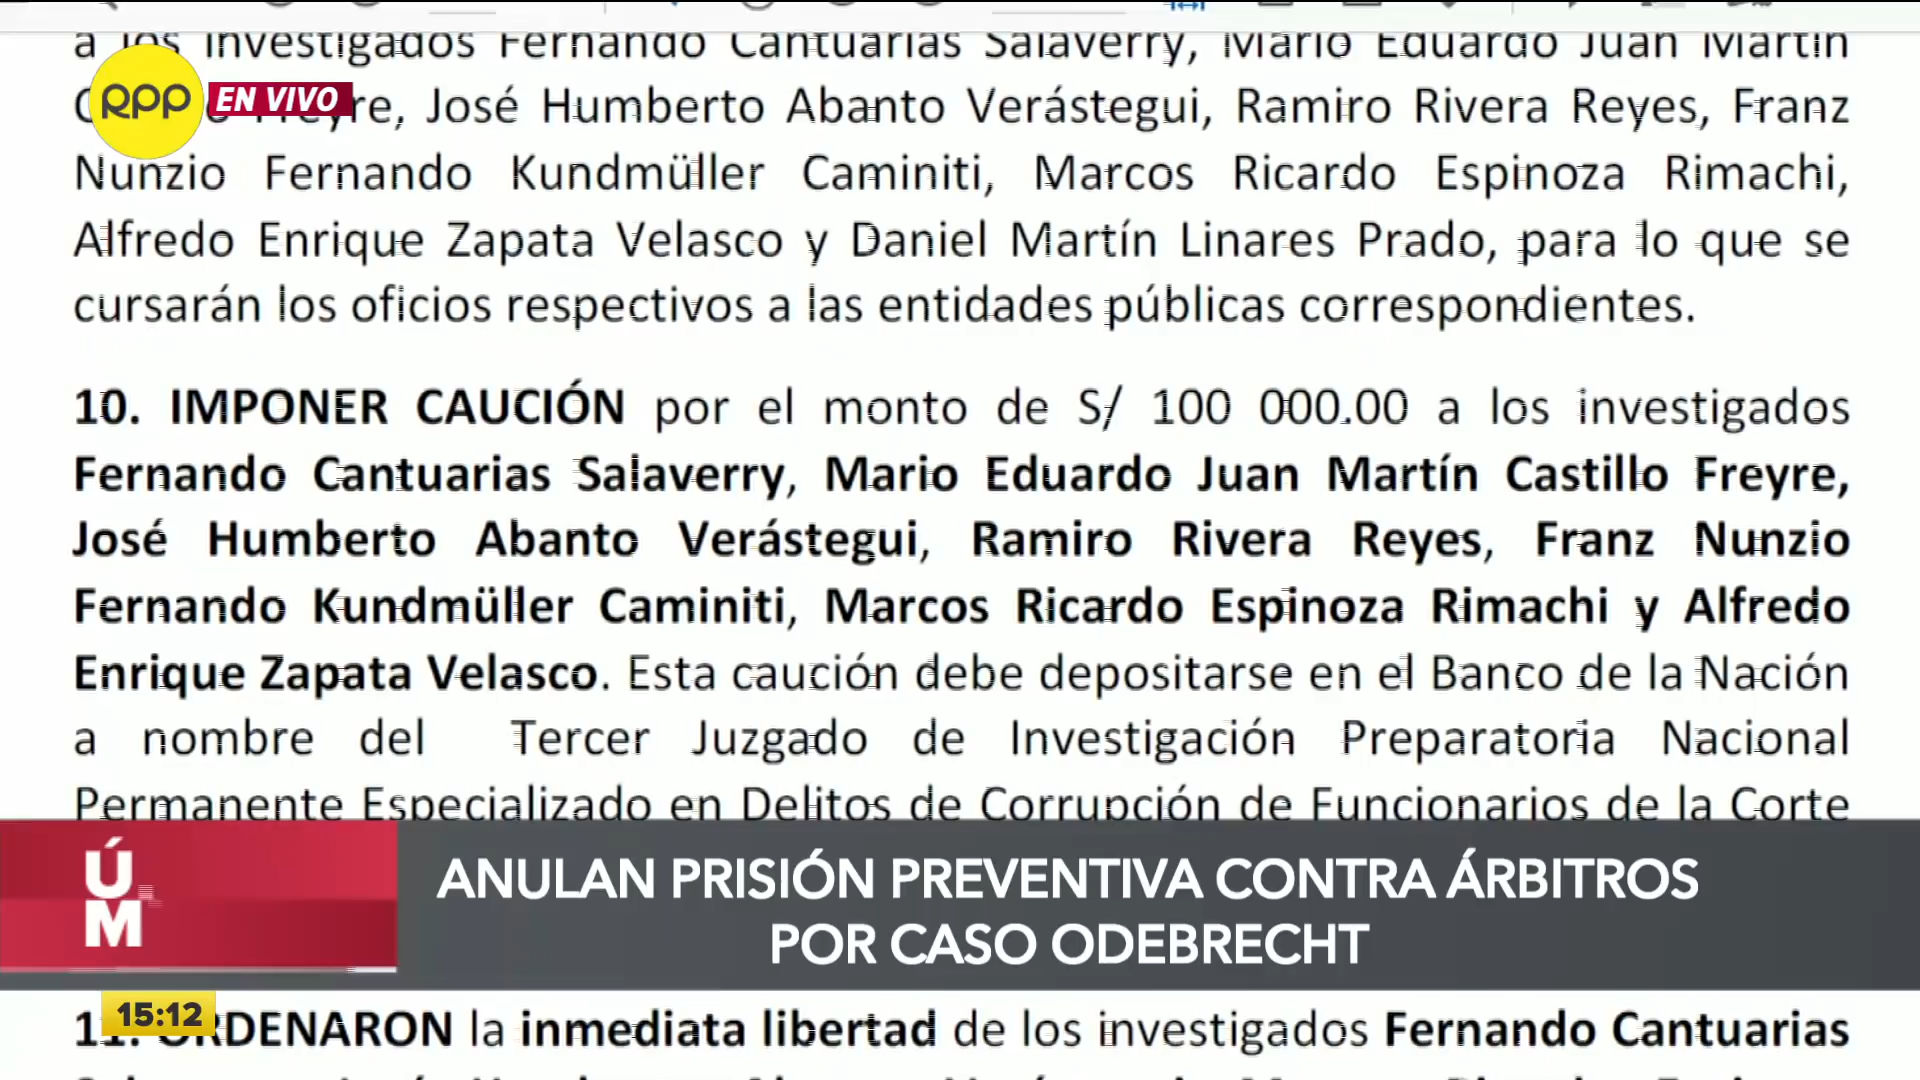 a los investigados Fernando Cantuarias Salaverry, Mario Eduardo Juan Martín
RPP EN VIVO
Freyre, José Humberto Abanto Verástegui, Ramiro Rivera Reyes, Franz
Nunzio Fernando Kundmüller Caminiti, Marcos Ricardo Espinoza Rimachi,
Alfredo Enrique Zapata Velasco y Daniel Martín Linares Prado, para lo que se
cursarán los oficios respectivos a las entidades públicas correspondientes.
10. IMPONER CAUCIÓN por el monto de S/ 100 000.00 a los investigados
Fernando Cantuarias Salaverry, Mario Eduardo Juan Martín Castillo Freyre,
José Humberto Abanto Verástegui, Ramiro Rivera Reyes, Franz Nunzio
Fernando Kundmüller Caminiti, Marcos Ricardo Espinoza Rimachi y Alfredo
Enrique Zapata Velasco. Esta caución debe depositarse en el Banco de la Nación
a nombre del Tercer Juzgado de Investigación Preparatoria Nacional
Permanente Especializado en Delitos de Corrupción de Funcionarios de la Corte
Ú.
M
ANULAN PRISIÓN PREVENTIVA CONTRA ÁRBITROS
POR CASO ODEBRECHT
15:12
11. ORDENARON la inmediata libertad de los investigados Fernando Cantuarias